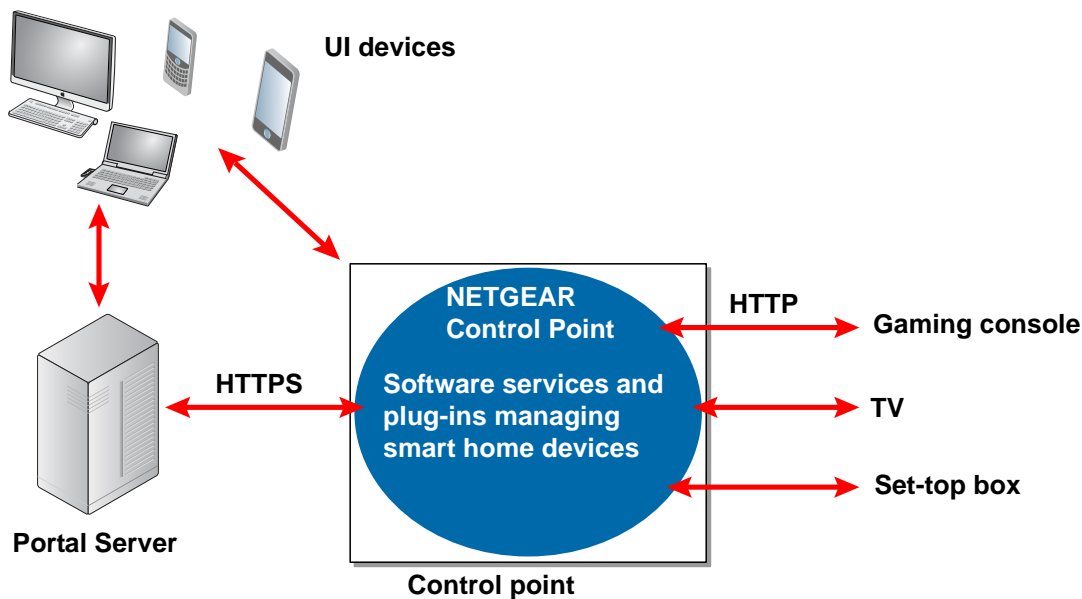 UI devices
NETGEAR
Control Point
HTTP
Gaming console
HTTPS
Software services and
plug-ins managing
smart home devices
TV
Set-top box
Portal Server
Control point